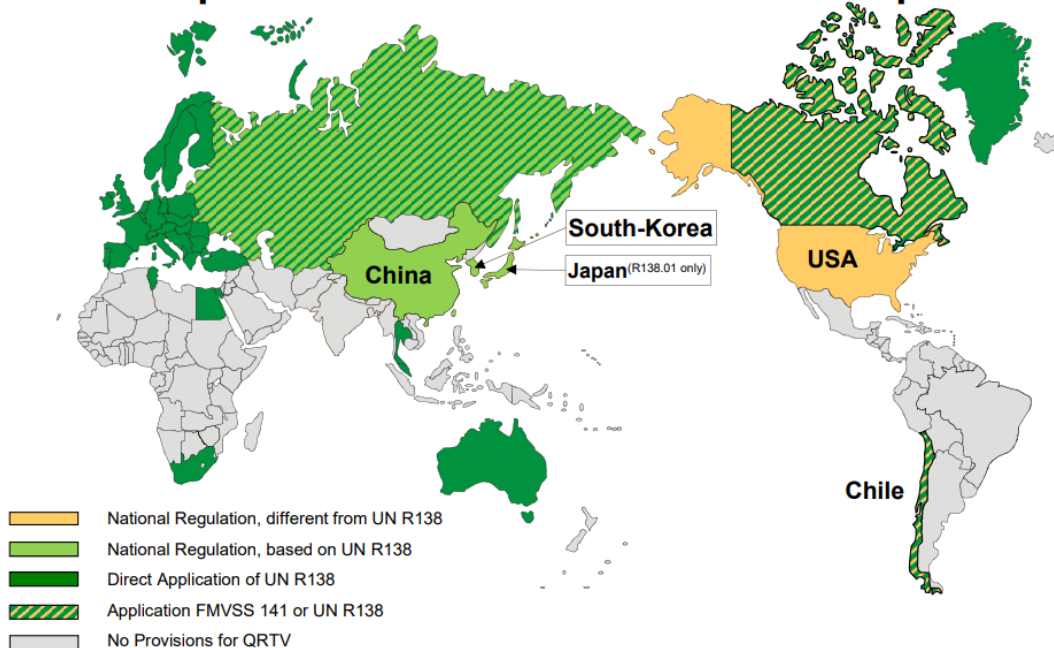 South-Korea
Japan(R138.01 only)
China
USA
Chile
National Regulation, different from UN R138
National Regulation, based on UN R138
Direct Application of UN R138
Application FMVSS 141 or UN R138
No Provisions for QRTV